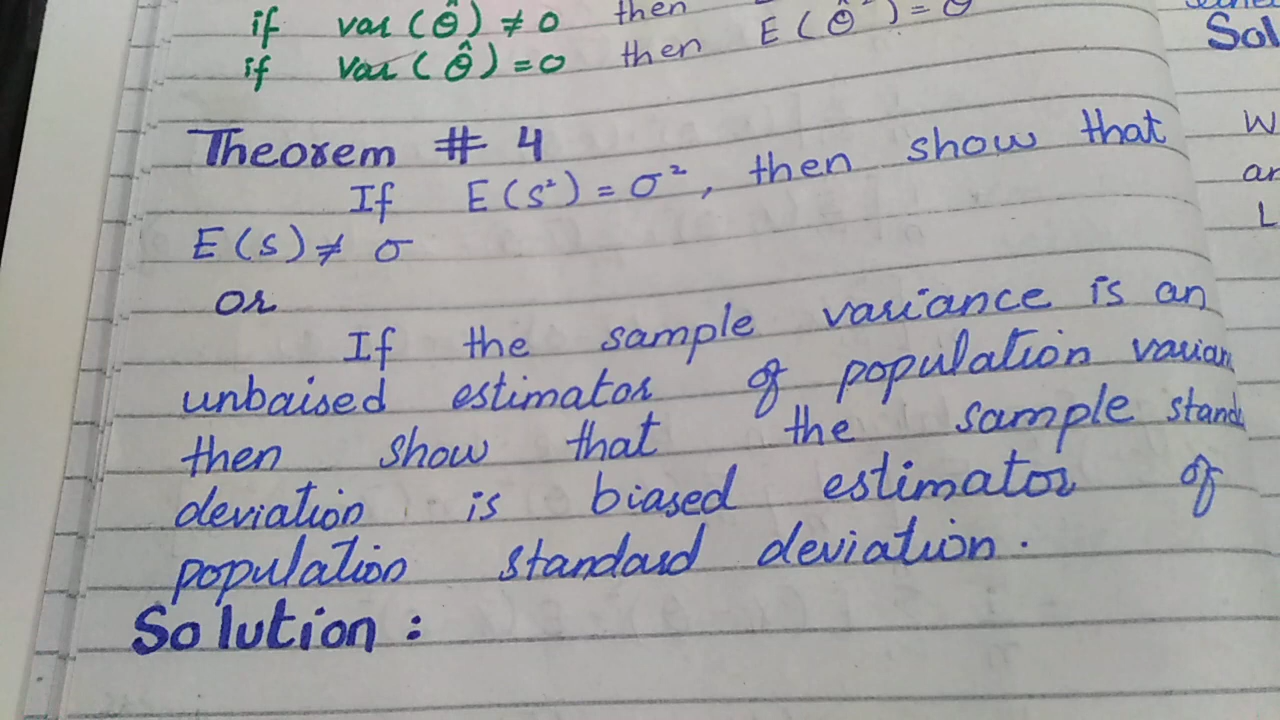 if var (θ̂) ≠ 0 then
if Var (θ̂) = 0 then E (θ̂²) = θ
Sol
Theorem # 4
W
If E(s²) = σ², then show that
ar
E(s) ≠ σ
L
or
If the sample variance is an
unbaised estimator of population varian
then show that the sample stand
deviation is biased estimator of
population standard deviation.
Solution :